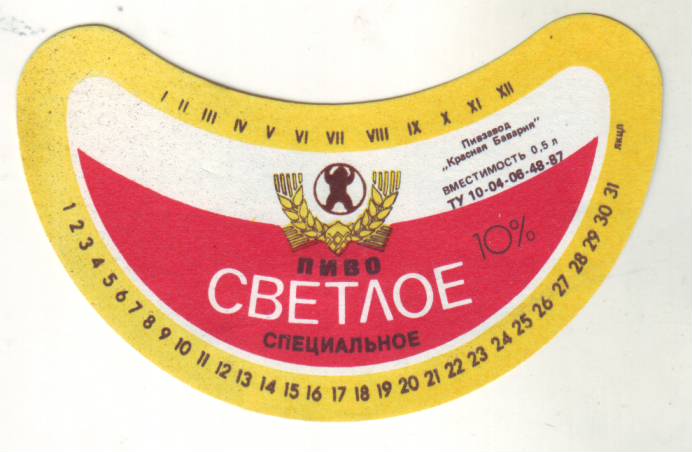 I II III IV V VI VII VIII IX X XI XII
Пивзавод
„Красная Бавария"
ВМЕСТИМОСТЬ 0,5 л
ТУ 10-04-06-48-87
якцп
ПИВО
СВЕТЛОЕ
10%
СПЕЦИАЛЬНОЕ
1 2 3 4 5 6 7 8 9 10 11 12 13 14 15 16 17 18 19 20 21 22 23 24 25 26 27 28 29 30 31